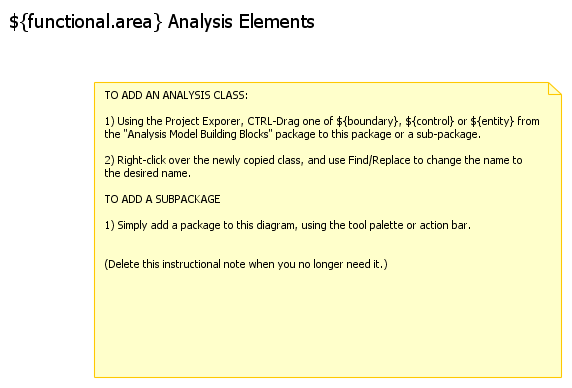 ${functional.area} Analysis Elements
TO ADD AN ANALYSIS CLASS:
1) Using the Project Exporer, CTRL-Drag one of ${boundary}, ${control} or ${entity} from
the "Analysis Model Building Blocks" package to this package or a sub-package.
2) Right-click over the newly copied class, and use Find/Replace to change the name to
the desired name.
TO ADD A SUBPACKAGE
1) Simply add a package to this diagram, using the tool palette or action bar.
(Delete this instructional note when you no longer need it.)